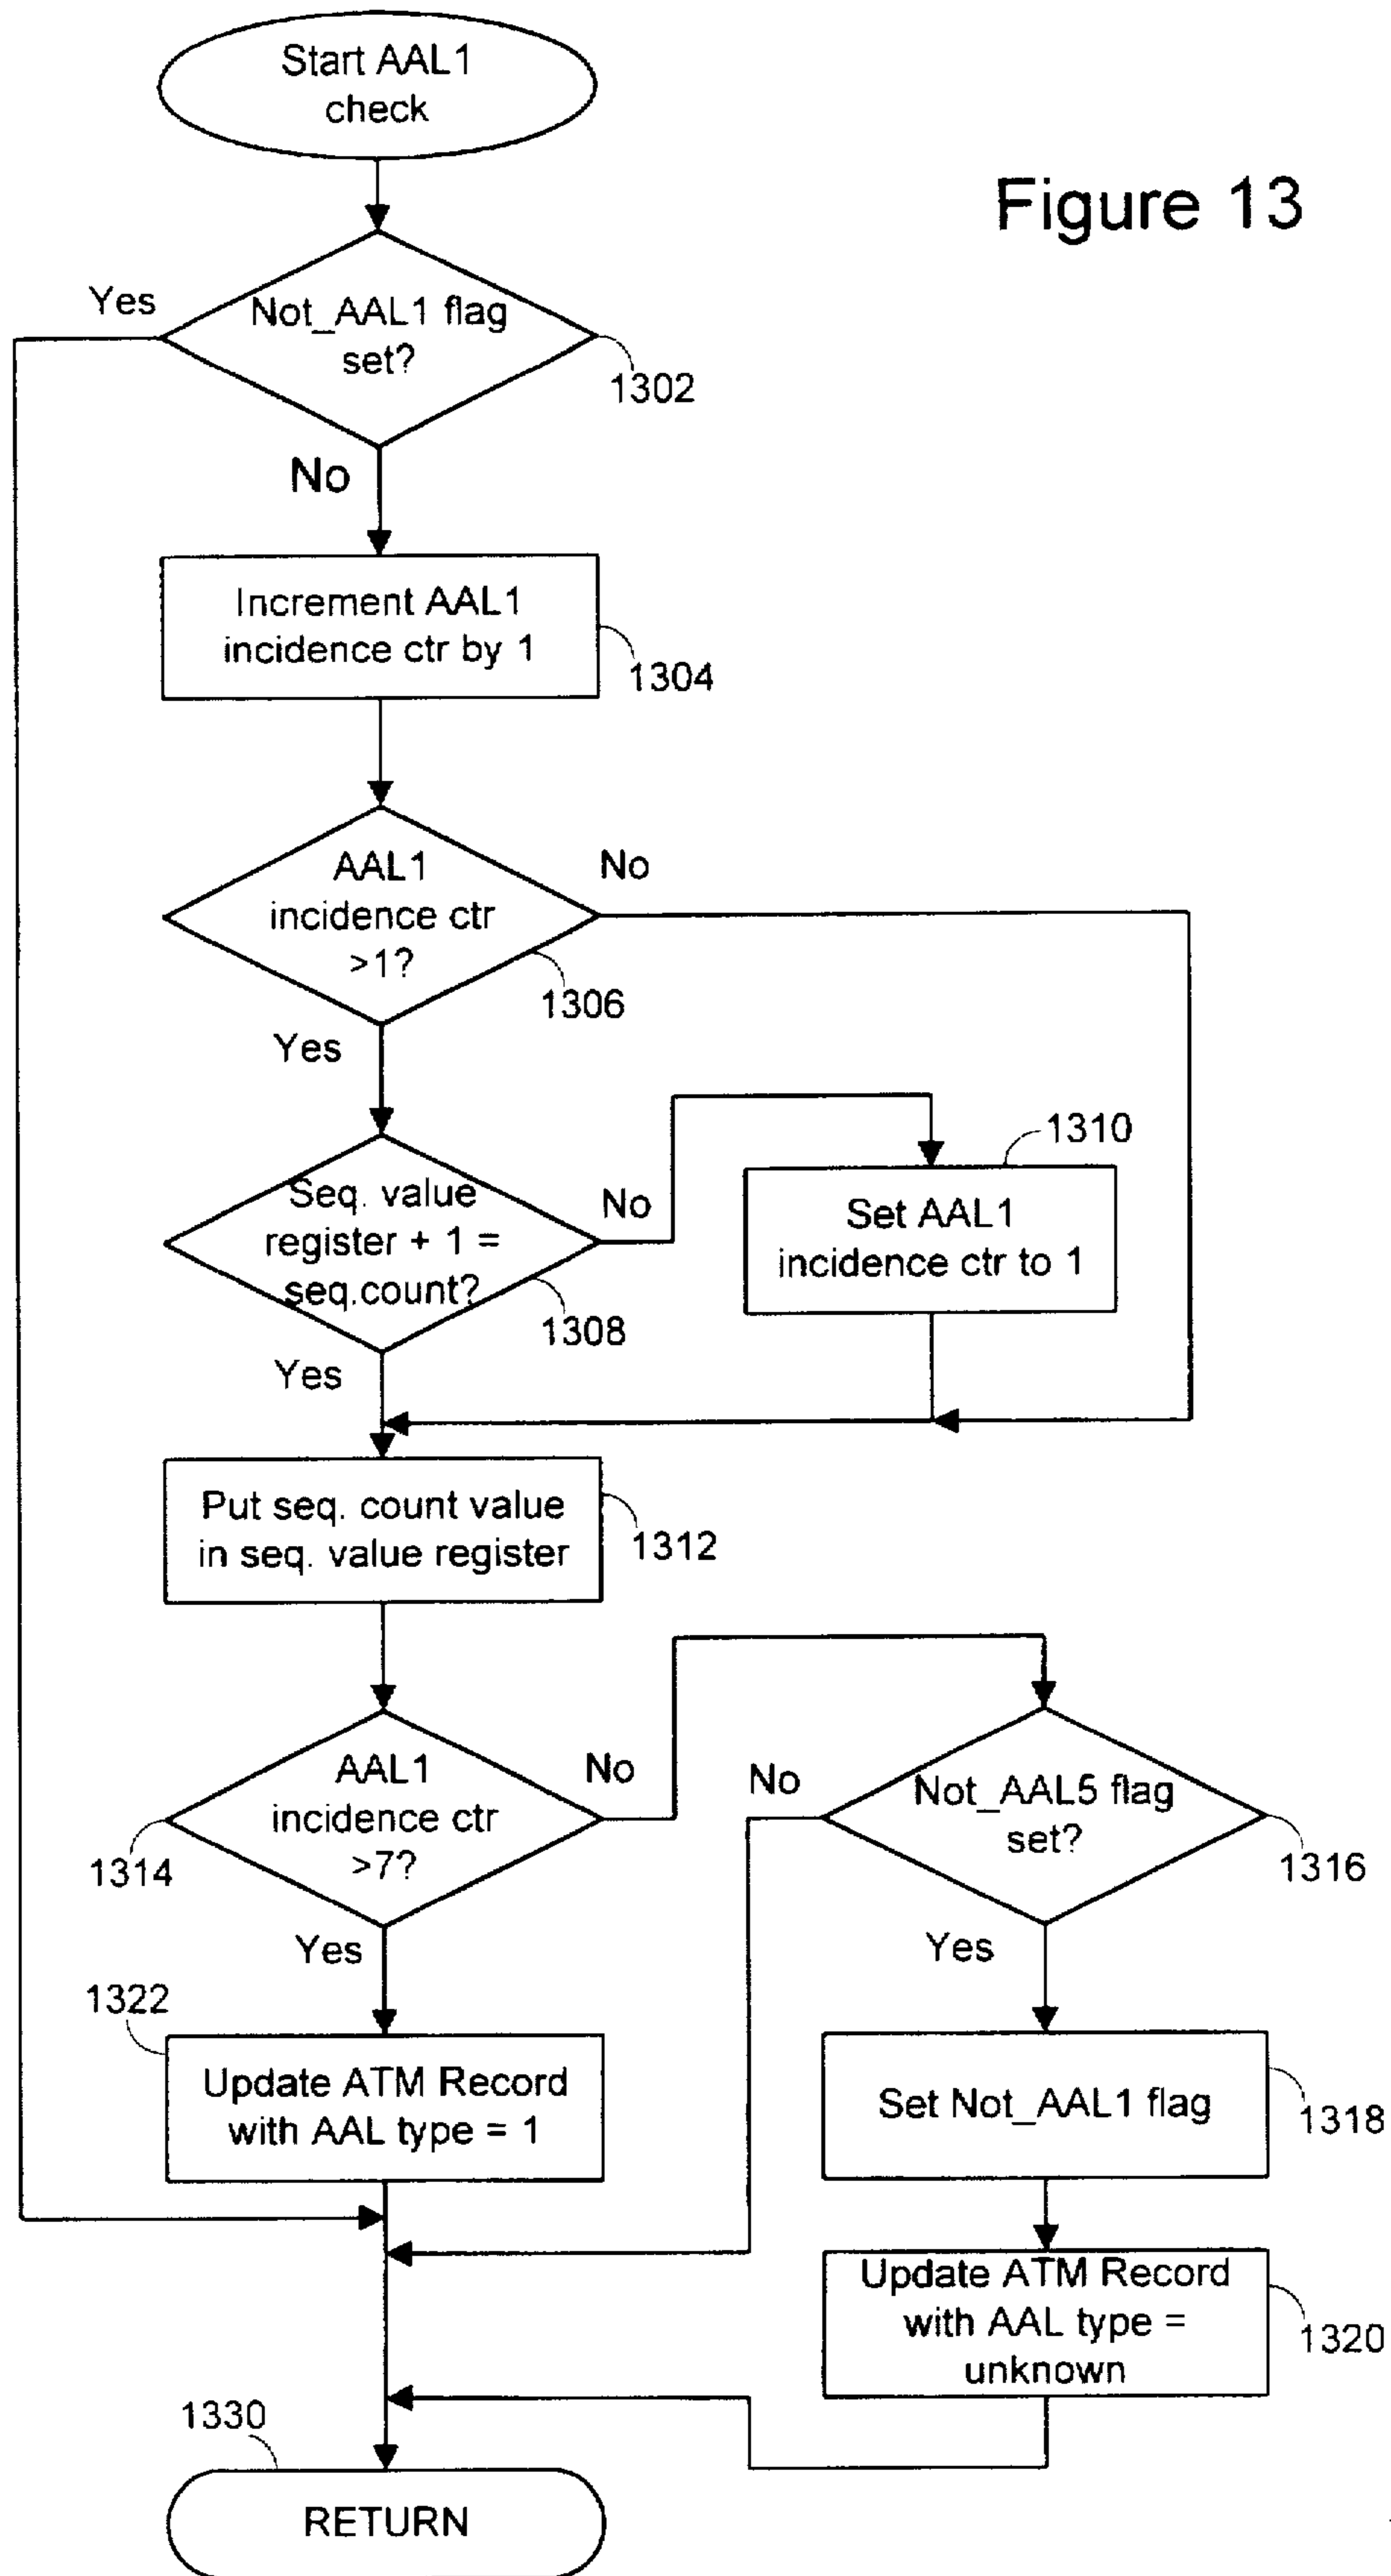 Start AAL1
check
Figure 13
Yes
Not_AAL1 flag
set?
1302
No
Increment AAL1
incidence ctr by 1
1304
AAL1
incidence ctr
>1?
No
1306
Yes
1310
Seq. value
register + 1 =
seq.count?
No
Set AAL1
incidence ctr to 1
1308
Yes
Put seq. count value
in seq. value register
1312
AAL1
incidence ctr
>7?
No
No
Not_AAL5 flag
set?
1314
1316
Yes
Yes
1322
Update ATM Record
with AAL type = 1
Set Not_AAL1 flag
1318
Update ATM Record
with AAL type =
unknown
1320
1330
RETURN